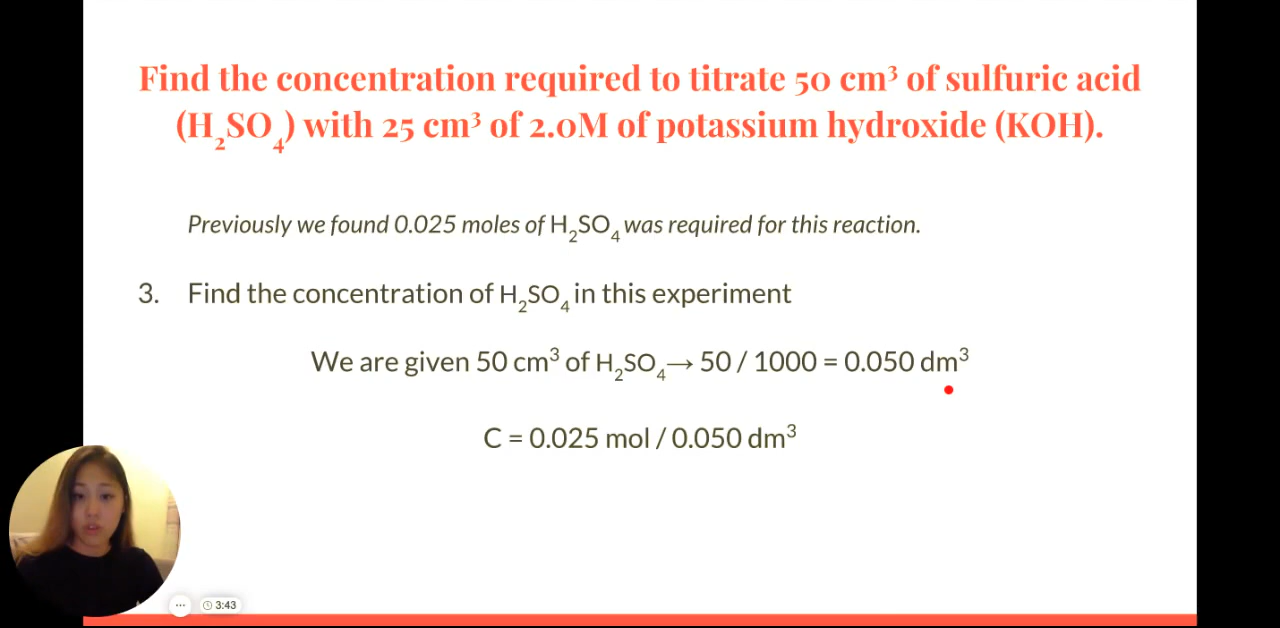 Find the concentration required to titrate 50 cm³ of sulfuric acid
(H₂SO₄) with 25 cm³ of 2.0M of potassium hydroxide (KOH).
Previously we found 0.025 moles of H₂SO₄ was required for this reaction.
3. Find the concentration of H₂SO₄ in this experiment
We are given 50 cm³ of H₂SO₄→ 50 / 1000 = 0.050 dm³
C = 0.025 mol / 0.050 dm³
3:43